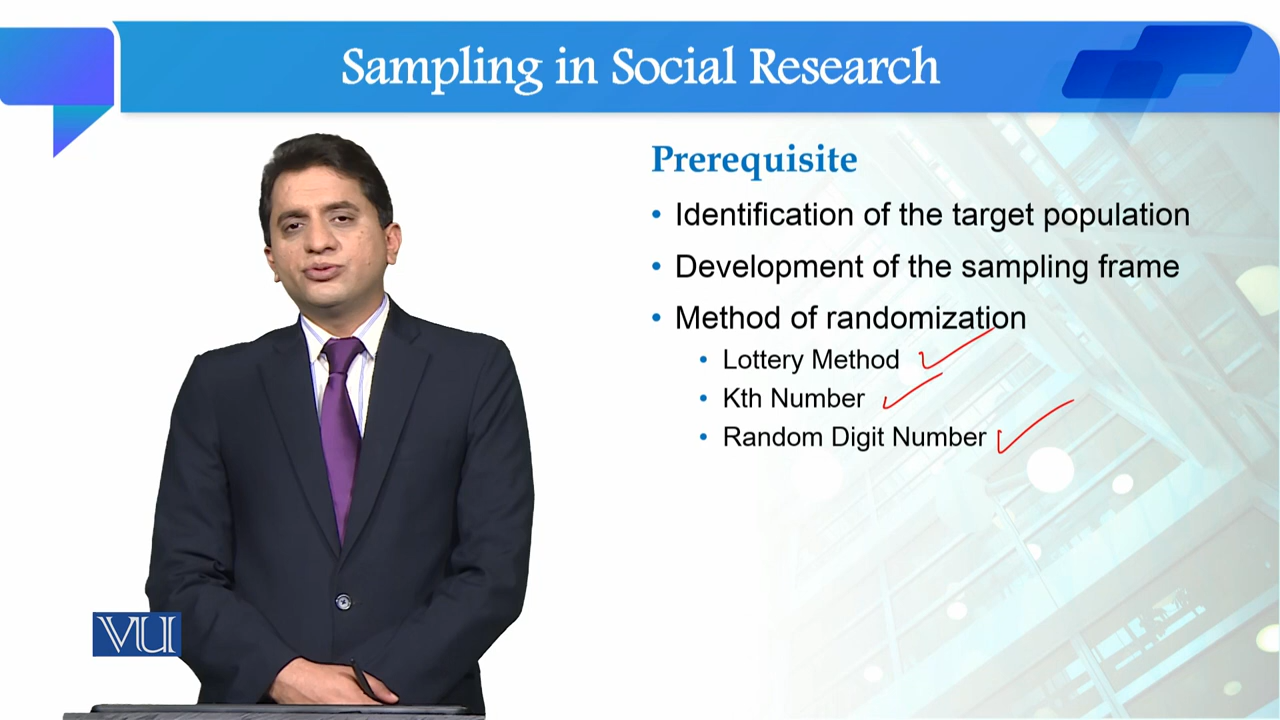 Sampling in Social Research
Prerequisite
• Identification of the target population
• Development of the sampling frame
• Method of randomization
• Lottery Method
• Kth Number
• Random Digit Number
VU